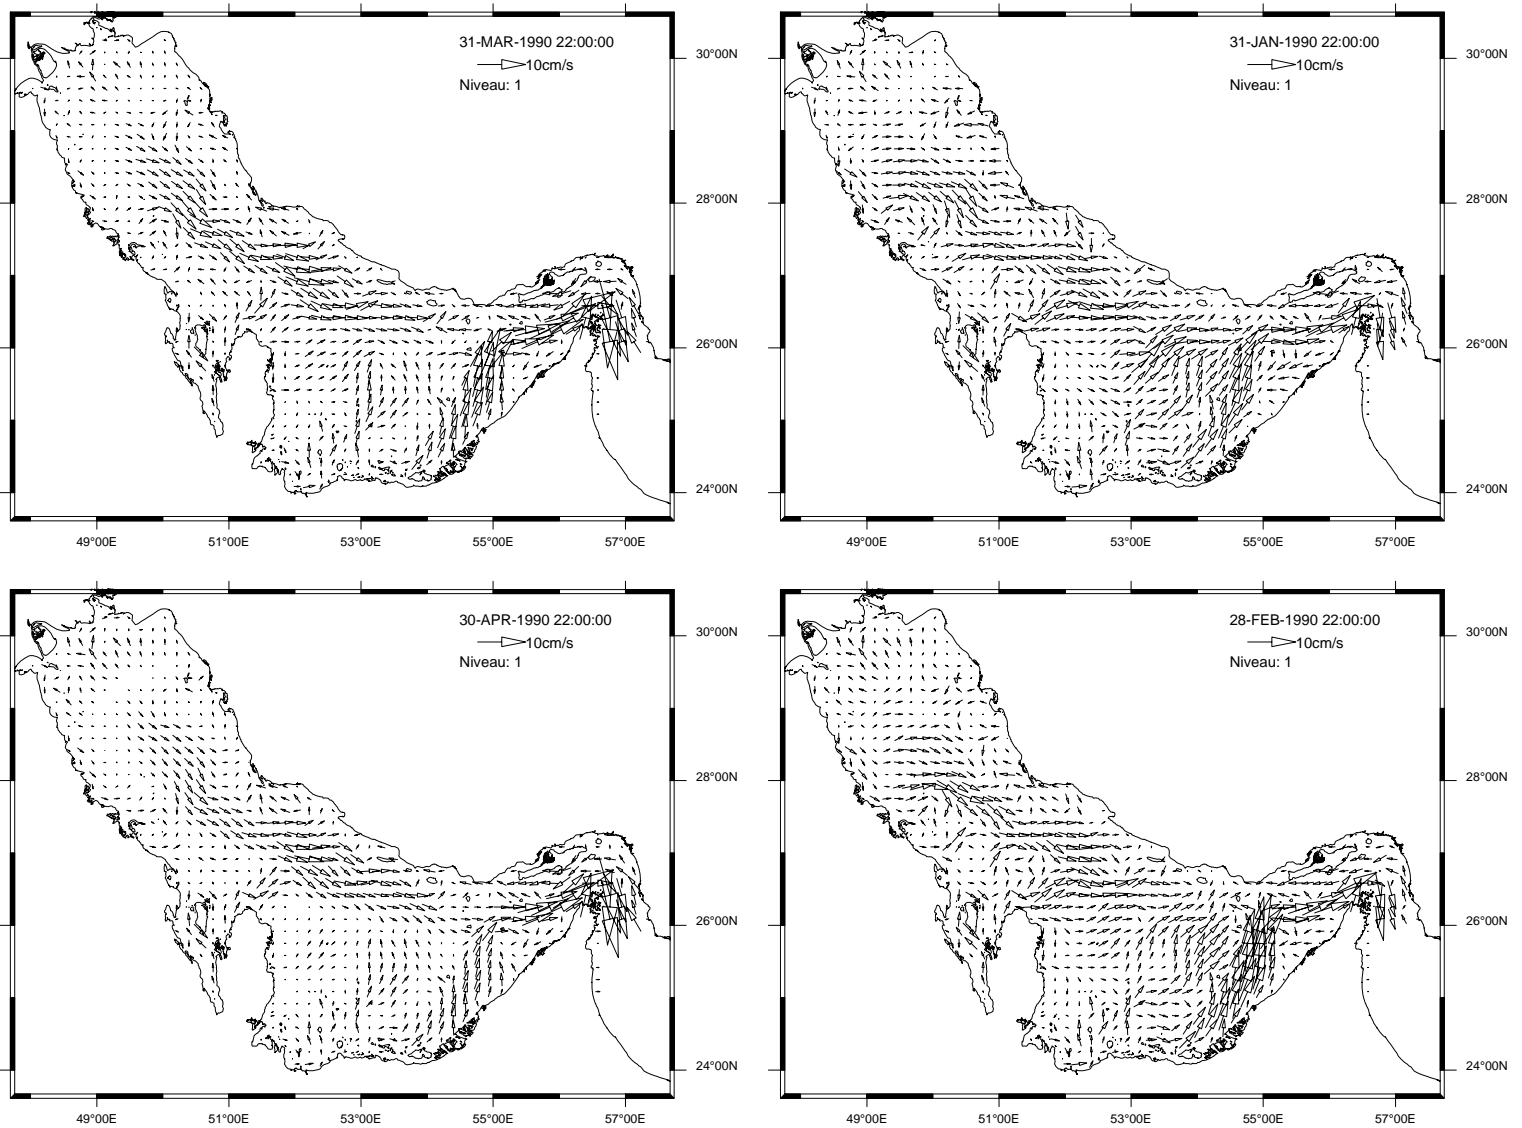 31-MAR-1990 22:00:00
10cm/s
Niveau: 1
30°00N
28°00N
26°00N
24°00N
49°00E
51°00E
53°00E
55°00E
57°00E
31-JAN-1990 22:00:00
10cm/s
Niveau: 1
30°00N
28°00N
26°00N
24°00N
49°00E
51°00E
53°00E
55°00E
57°00E
30-APR-1990 22:00:00
10cm/s
Niveau: 1
30°00N
28°00N
26°00N
24°00N
49°00E
51°00E
53°00E
55°00E
57°00E
28-FEB-1990 22:00:00
10cm/s
Niveau: 1
30°00N
28°00N
26°00N
24°00N
49°00E
51°00E
53°00E
55°00E
57°00E